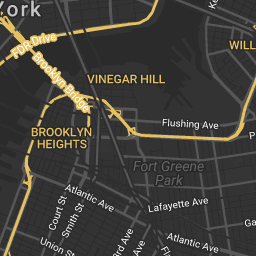 York
FDR Drive
Brooklyn Bridge
WILL
VINEGAR HILL
Flushing Ave
BROOKLYN
HEIGHTS
Fort Greene
Park
Atlantic Ave
Lafayette Ave
Court St
Smith St
Union St
Atlantic Ave